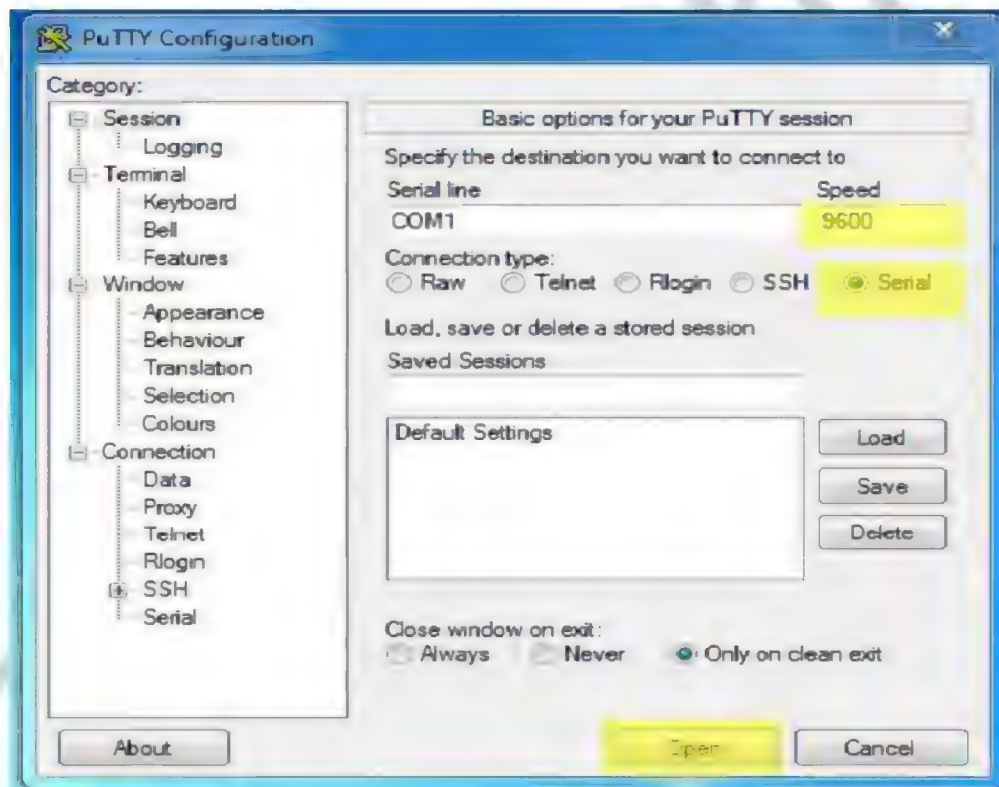 PuTTY Configuration
Category:
Session
Logging
Terminal
Keyboard
Bell
Features
Window
Appearance
Behaviour
Translation
Selection
Colours
Connection
Data
Proxy
Telnet
Rlogin
SSH
Serial
Basic options for your PuTTY session
Specify the destination you want to connect to
Serial line Speed
COM1 9600
Connection type:
Raw Telnet Rlogin SSH Serial
Load, save or delete a stored session
Saved Sessions
Default Settings
Load
Save
Delete
Close window on exit:
Always Never Only on clean exit
About Open Cancel